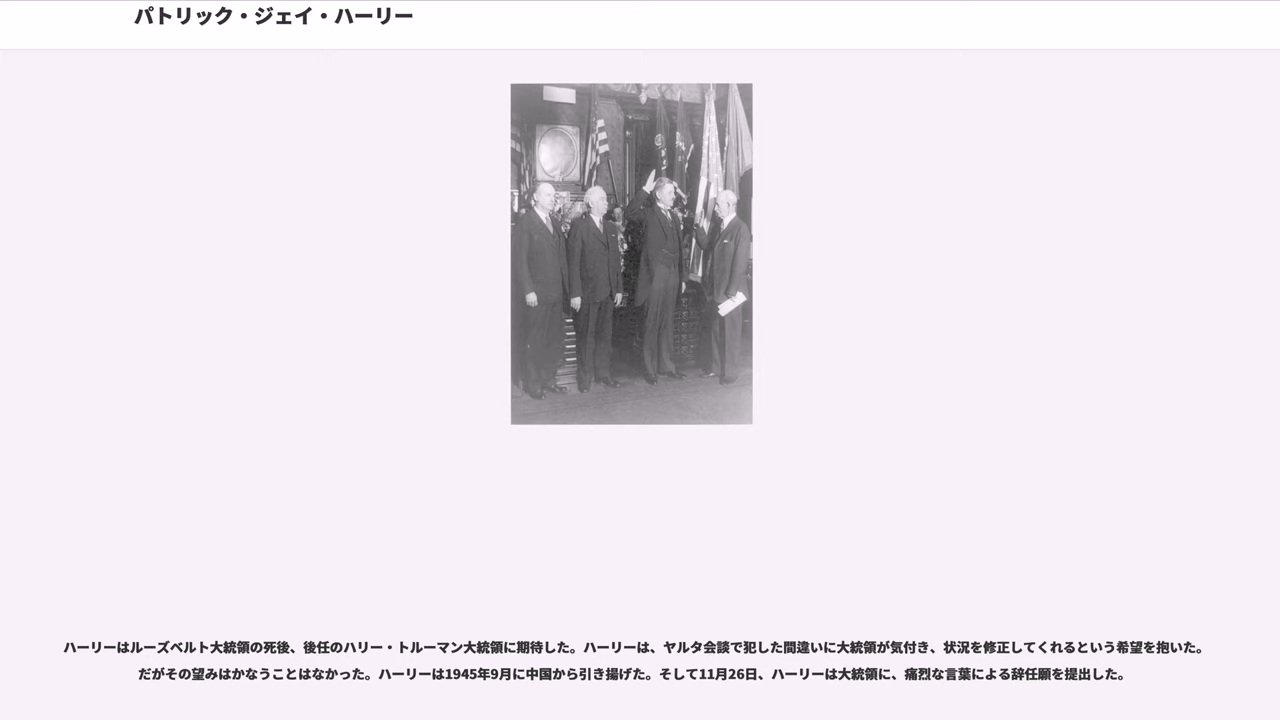 パトリック・ジェイ・ハーリー
ハーリーはルーズベルト大統領の死後、後任のハリー・トルーマン大統領に期待した。ハーリーは、ヤルタ会談で犯した間違いに大統領が気付き、状況を修正してくれるという希望を抱いた。
だがその望みはかなうことはなかった。ハーリーは1945年9月に中国から引き揚げた。そして11月26日、ハーリーは大統領に、痛烈な言葉による辞任願を提出した。